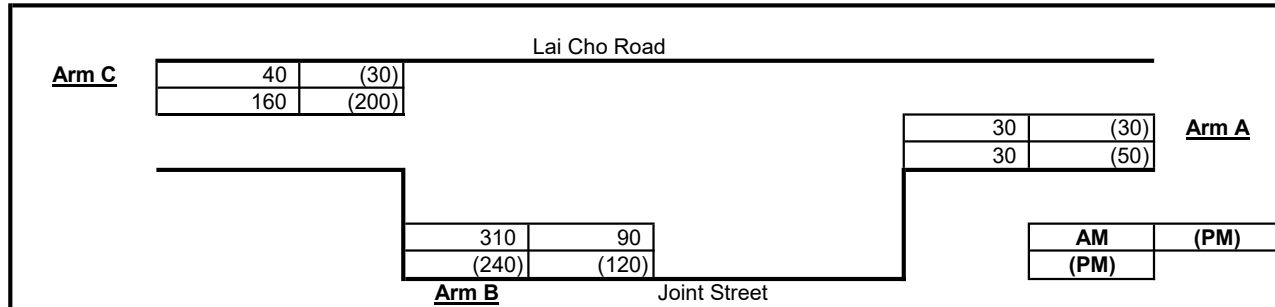 Lai Cho Road
Arm C 40 (30)
160 (200)
30 (30) Arm A
30 (50)
310 90 AM (PM)
(240) (120) (PM)
Arm B Joint Street